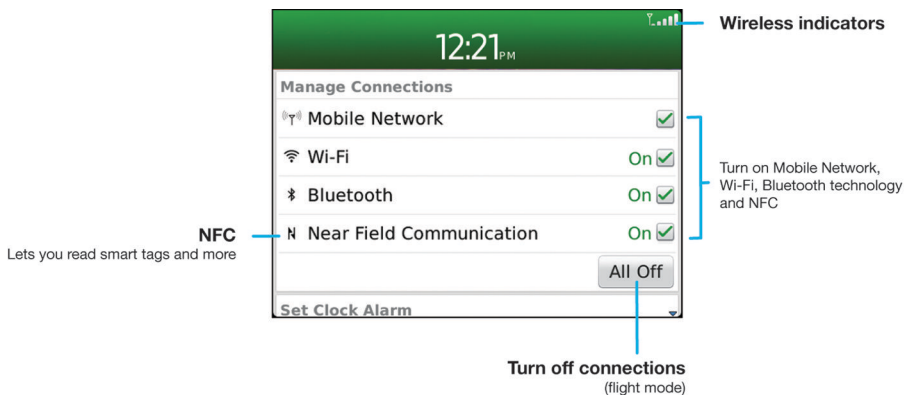 Wireless indicators
12:21PM
Manage Connections
Mobile Network
Wi-Fi On
Bluetooth On
Near Field Communication On
All Off
Set Clock Alarm
Turn on Mobile Network,
Wi-Fi, Bluetooth technology
and NFC
NFC
Lets you read smart tags and more
Turn off connections
(flight mode)